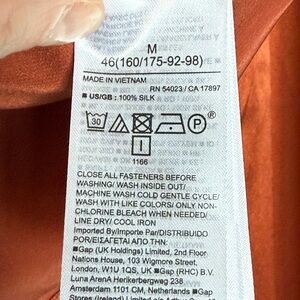 M
46(160/175-92-98)
MADE IN VIETNAM
RN 54023 / CA 17897
■ US/GB : 100% SILK
30
P
I
1166
CLOSE ALL FASTENERS BEFORE
WASHING/ WASH INSIDE OUT/
MACHINE WASH COLD GENTLE CYCLE/
WASH WITH LIKE COLORS/ ONLY NON-
CHLORINE BLEACH WHEN NEEDED/
LINE DRY/ COOL IRON
Imported By/Importe Par/DISTRIBUIDO
POR/ΕΙΣΑΓΕΤΑΙ ΑΠΟ ΤΗΝ:
■ Gap (UK Holdings) Limited, 2nd Floor
Nations House, 103 Wigmore Street,
London, W1U 1QS, UK ■ Gap (RHC) B.V.
Luna ArenA Herikerbergweg 238
Amsterdam 1101 CM, Netherlands ■ Gap
Stores (Ireland) Limited